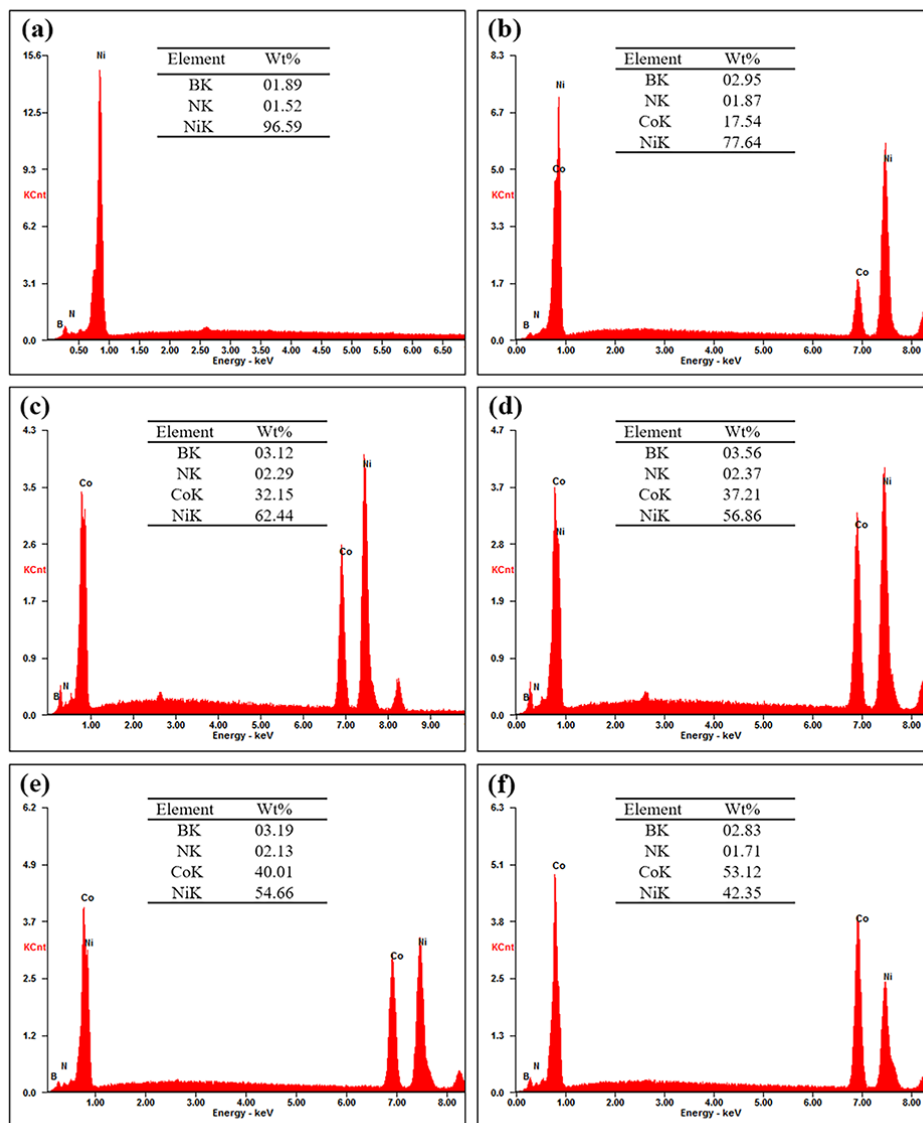 (a)
15.6
12.5
9.3
KCnt
6.2
3.1
0.0
Ni
B
N
Element Wt%
BK 01.89
NK 01.52
NiK 96.59
0.50 1.00 1.50 2.00 2.50 3.00 3.50 4.00 4.50 5.00 5.50 6.00 6.50
Energy - keV
(b)
8.3
6.7
5.0
KCnt
3.3
1.7
0.0
Ni
Co
B
N
Co
Ni
Element Wt%
BK 02.95
NK 01.87
CoK 17.54
NiK 77.64
0.00 1.00 3.00 4.00 5.00 6.00 7.00 8.00
Energy - keV
(c)
4.3
3.5
2.6
KCnt
1.7
0.9
0.0
Co
B
N
Co
Ni
Element Wt%
BK 03.12
NK 02.29
CoK 32.15
NiK 62.44
1.00 2.00 3.00 4.00 5.00 6.00 7.00 8.00 9.00
Energy - keV
(d)
4.7
3.7
2.8
KCnt
1.9
0.9
0.0
Co
Ni
B
N
Co
Ni
Element Wt%
BK 03.56
NK 02.37
CoK 37.21
NiK 56.86
0.00 1.00 2.00 3.00 4.00 5.00 6.00 7.00 8.00
Energy - keV
(e)
6.2
4.9
3.7
KCnt
2.5
1.2
0.0
Co
Ni
B
N
Co
Ni
Element Wt%
BK 03.19
NK 02.13
CoK 40.01
NiK 54.66
1.00 2.00 3.00 4.00 5.00 6.00 7.00 8.00
Energy - keV
(f)
6.3
5.1
3.8
KCnt
2.5
1.3
0.0
Co
B
N
Co
Ni
Element Wt%
BK 02.83
NK 01.71
CoK 53.12
NiK 42.35
0.00 1.00 2.00 3.00 4.00 5.00 6.00 7.00 8.00
Energy - keV